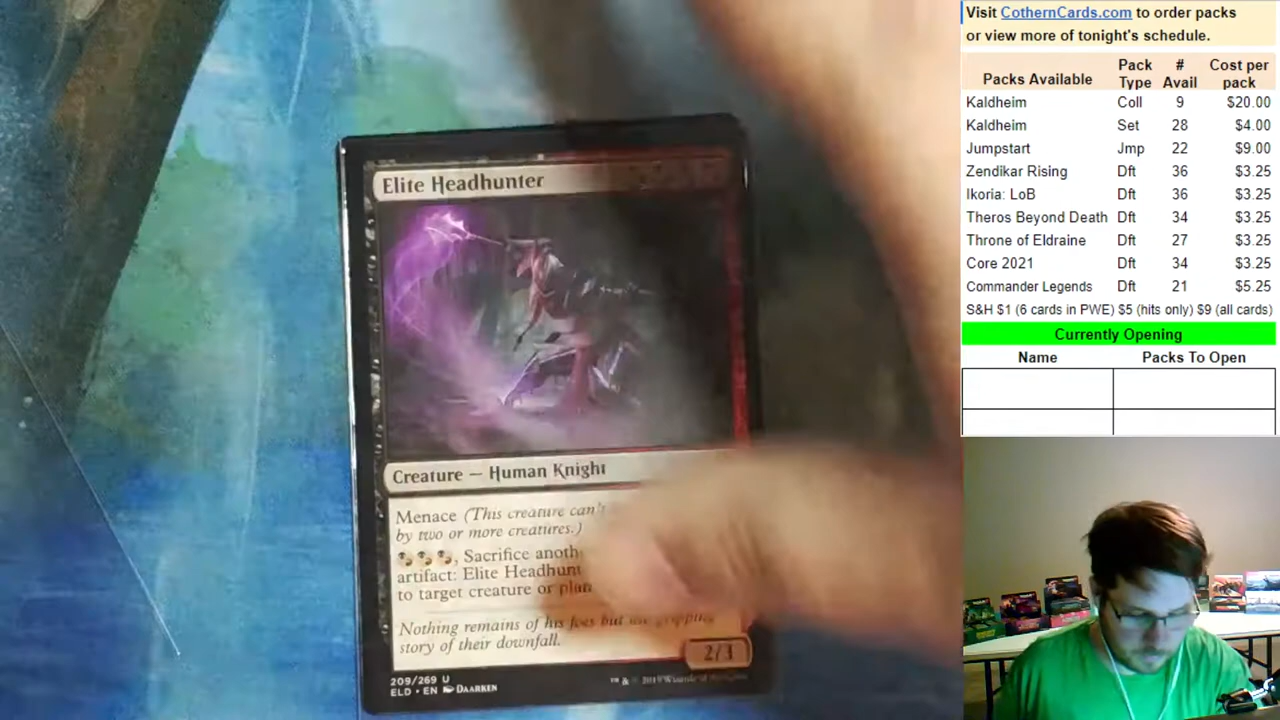 Elite Headhunter
Creature — Human Knight
Menace (This creature can't
by two or more creatures.)
, Sacrifice anoth
artifact: Elite Headhunt
to target creature or plan
Nothing remains of his foes but
story of their downfall.
209/269 U
ELD • EN DAARKEN
Visit CothernCards.com to order packs
or view more of tonight's schedule.
Packs Available Pack Type # Avail Cost per pack
Kaldheim Coll 9 $20.00
Kaldheim Set 28 $4.00
Jumpstart Jmp 22 $9.00
Zendikar Rising Dft 36 $3.25
Ikoria: LoB Dft 36 $3.25
Theros Beyond Death Dft 34 $3.25
Throne of Eldraine Dft 27 $3.25
Core 2021 Dft 34 $3.25
Commander Legends Dft 21 $5.25
S&H $1 (6 cards in PWE) $5 (hits only) $9 (all cards)
Currently Opening
Name Packs To Open